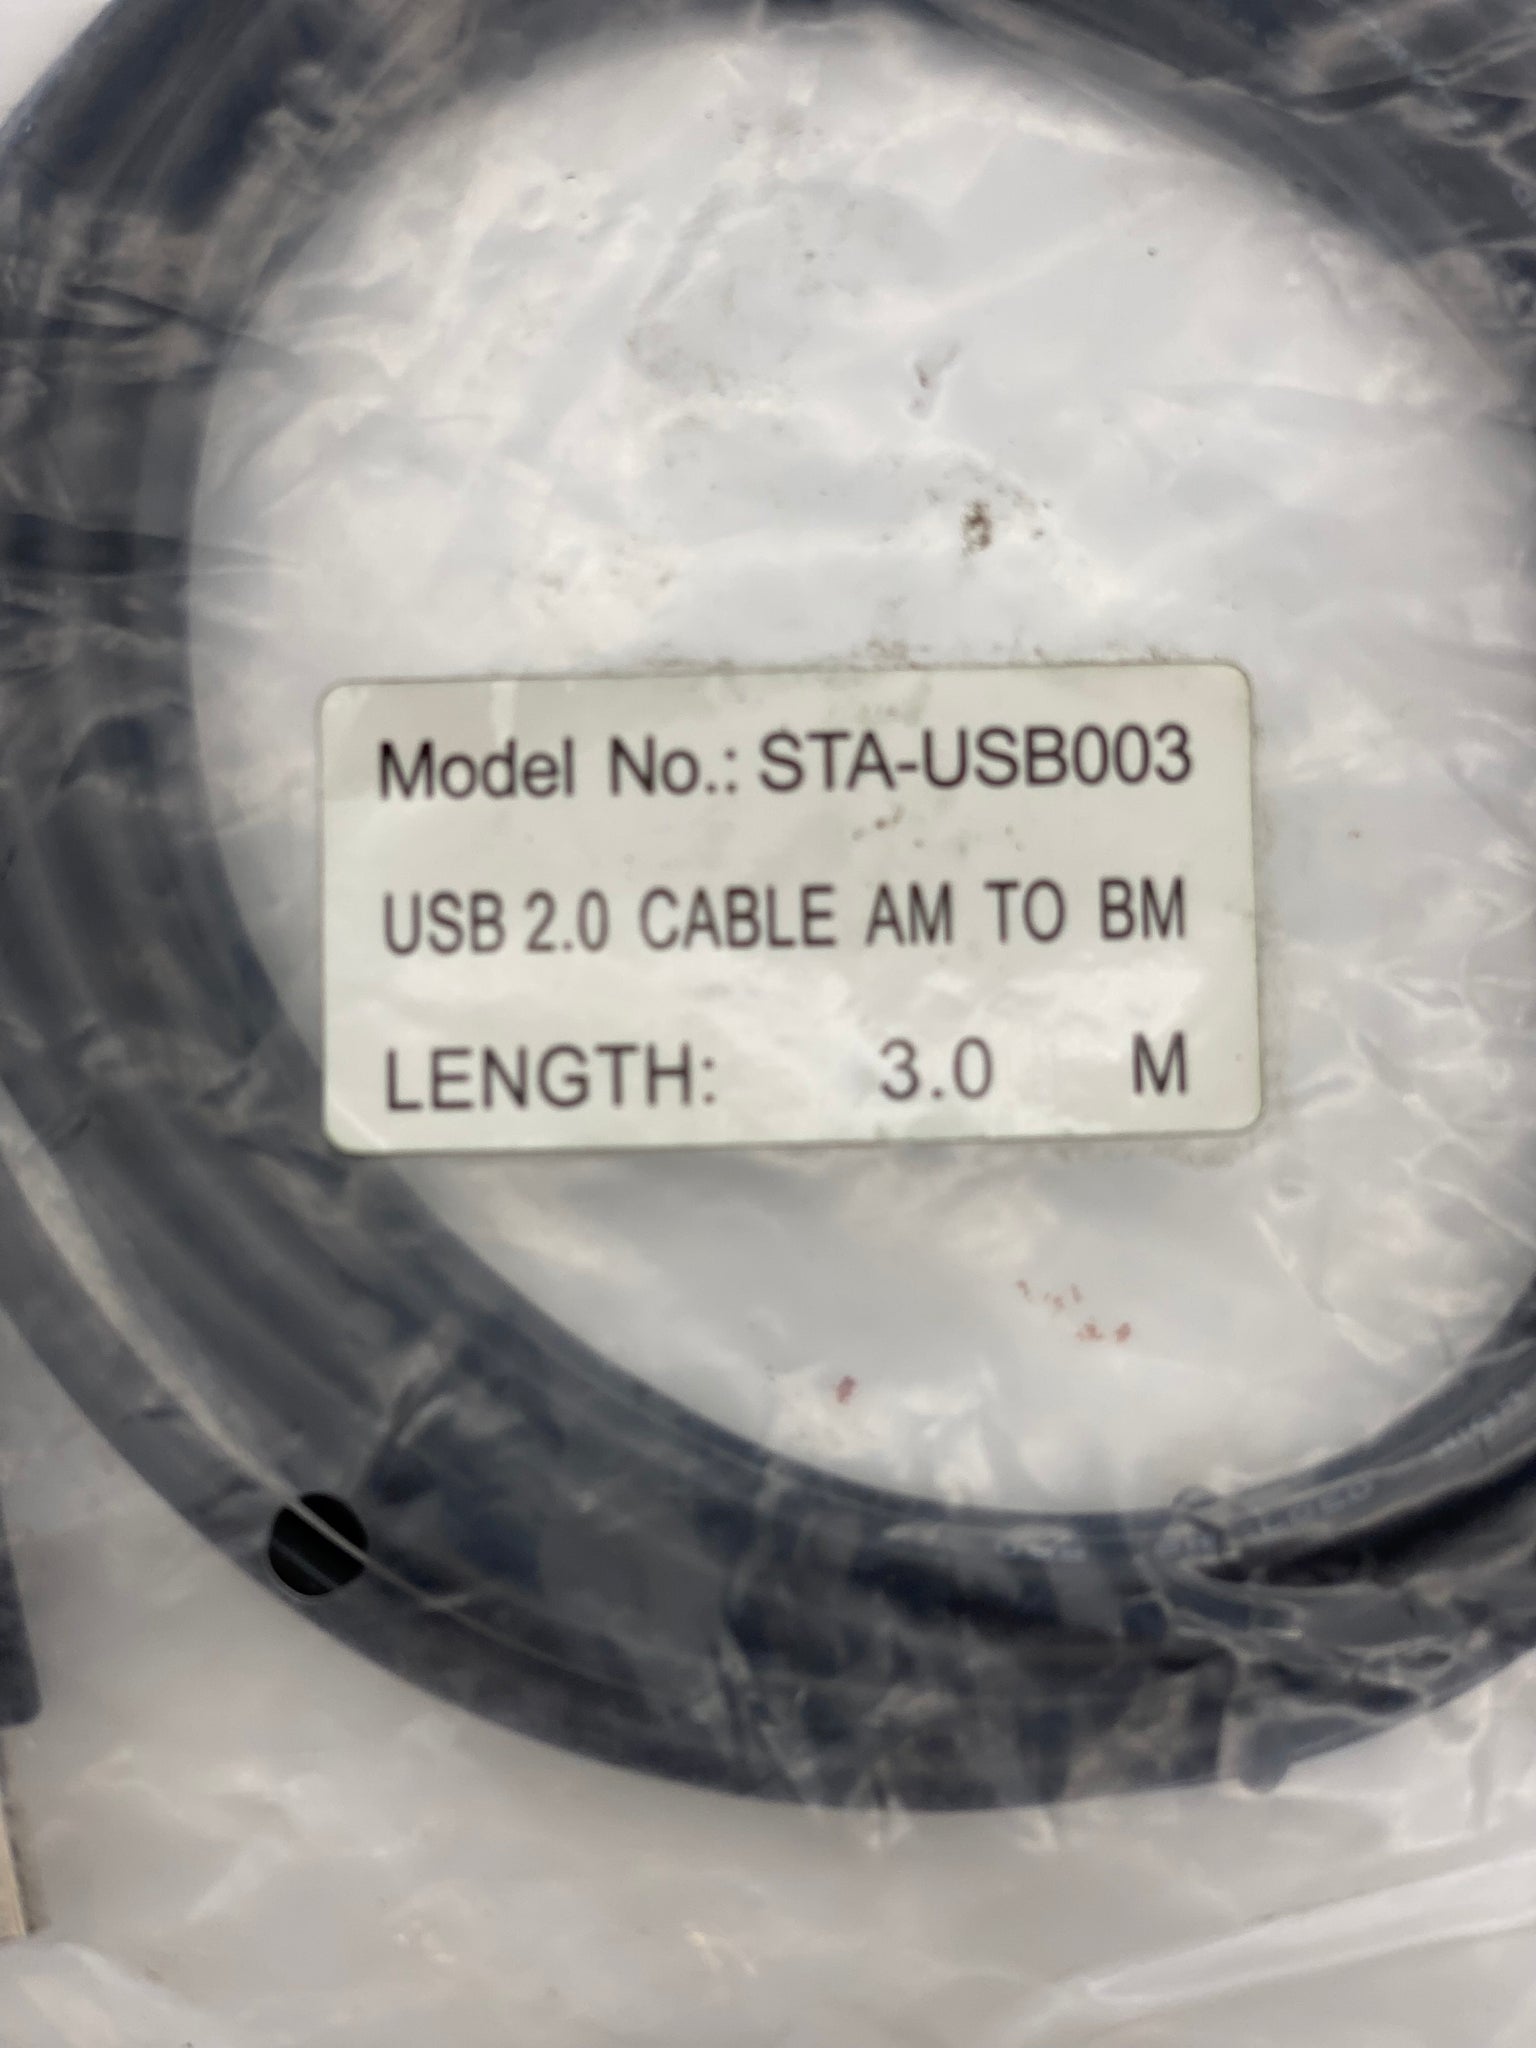 Model No.: STA-USB003
USB 2.0 CABLE AM TO BM
LENGTH: 3.0 M